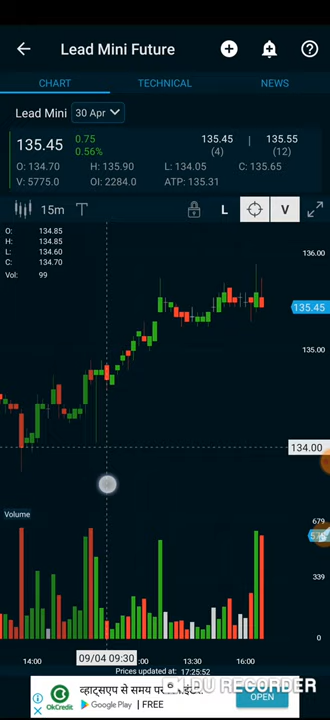 Lead Mini Future
CHART
TECHNICAL
NEWS
Lead Mini
30 Apr
135.45
0.75
0.56%
135.45
(4)
135.55
(12)
O: 134.70
H: 135.90
L: 134.05
C: 135.65
V: 5775.0
OI: 2284.0
ATP: 135.31
15m
T
L
V
O: 134.85
H: 134.85
L: 134.60
C: 134.70
Vol: 99
136.00
135.45
135.00
134.00
Volume
679
339
14:00
09/04 09:30
13:30
16:00
Prices updated at: 17:25:52
OkCredit
व्हाट्सएप से समय पर
Google Play | FREE
OPEN
DU RECORDER